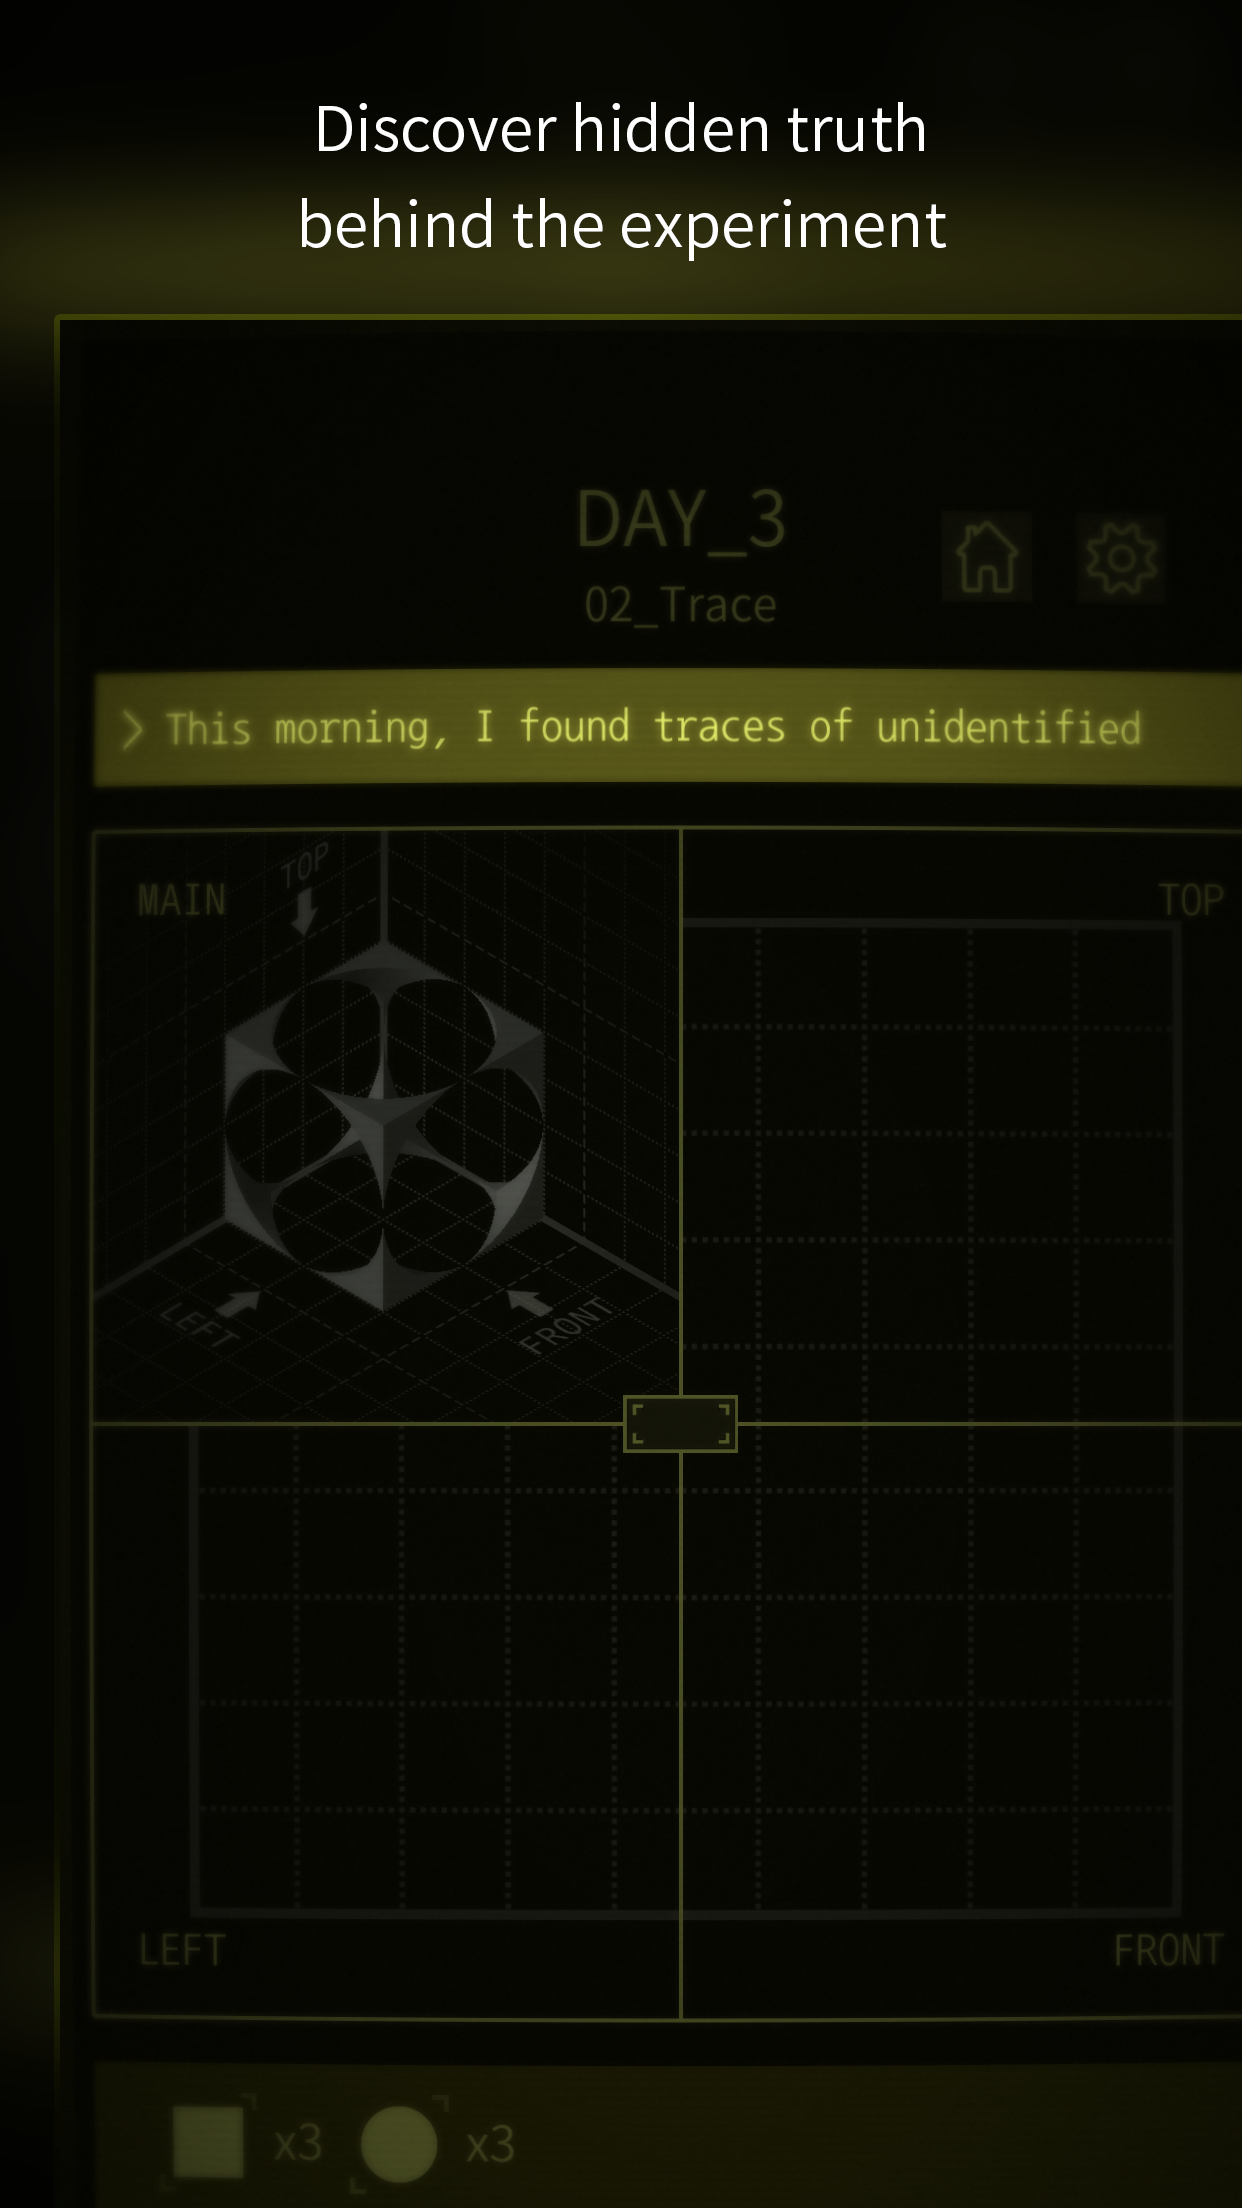 Discover hidden truth
behind the experiment
DAY_3
02_Trace
This morning, I found traces of unidentified
MAIN
TOP
TOP
LEFT
FRONT
LEFT
FRONT
x3
x3